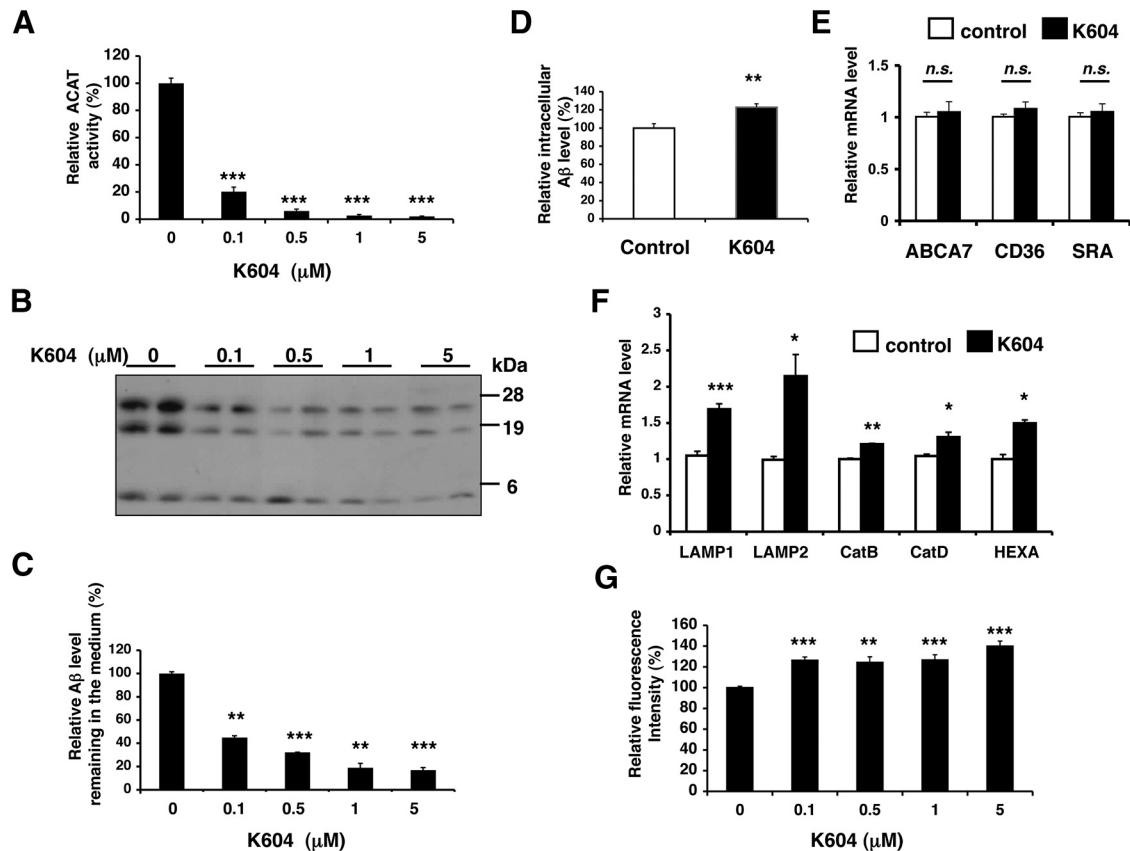 A
Relative ACAT
activity (%)
120
100
80
60
40
20
0
***
***
***
***
0 0.1 0.5 1 5
K604 (μM)
B
K604 (μM) 0 0.1 0.5 1 5
kDa
28
19
6
C
Relative Aβ level
remaining in the medium (%)
120
100
80
60
40
20
0
**
***
**
***
0 0.1 0.5 1 5
K604 (μM)
D
Relative intracellular
Aβ level (%)
140
120
100
80
60
40
20
0
**
Control K604
E
control K604
Relative mRNA level
1.5
1
0.5
0
n.s. n.s. n.s.
ABCA7 CD36 SRA
F
control K604
Relative mRNA level
3
2.5
2
1.5
1
0.5
0
***
*
**
*
*
LAMP1 LAMP2 CatB CatD HEXA
G
Relative fluorescence
Intensity (%)
160
140
120
100
80
60
40
20
0
***
**
***
***
0 0.1 0.5 1 5
K604 (μM)